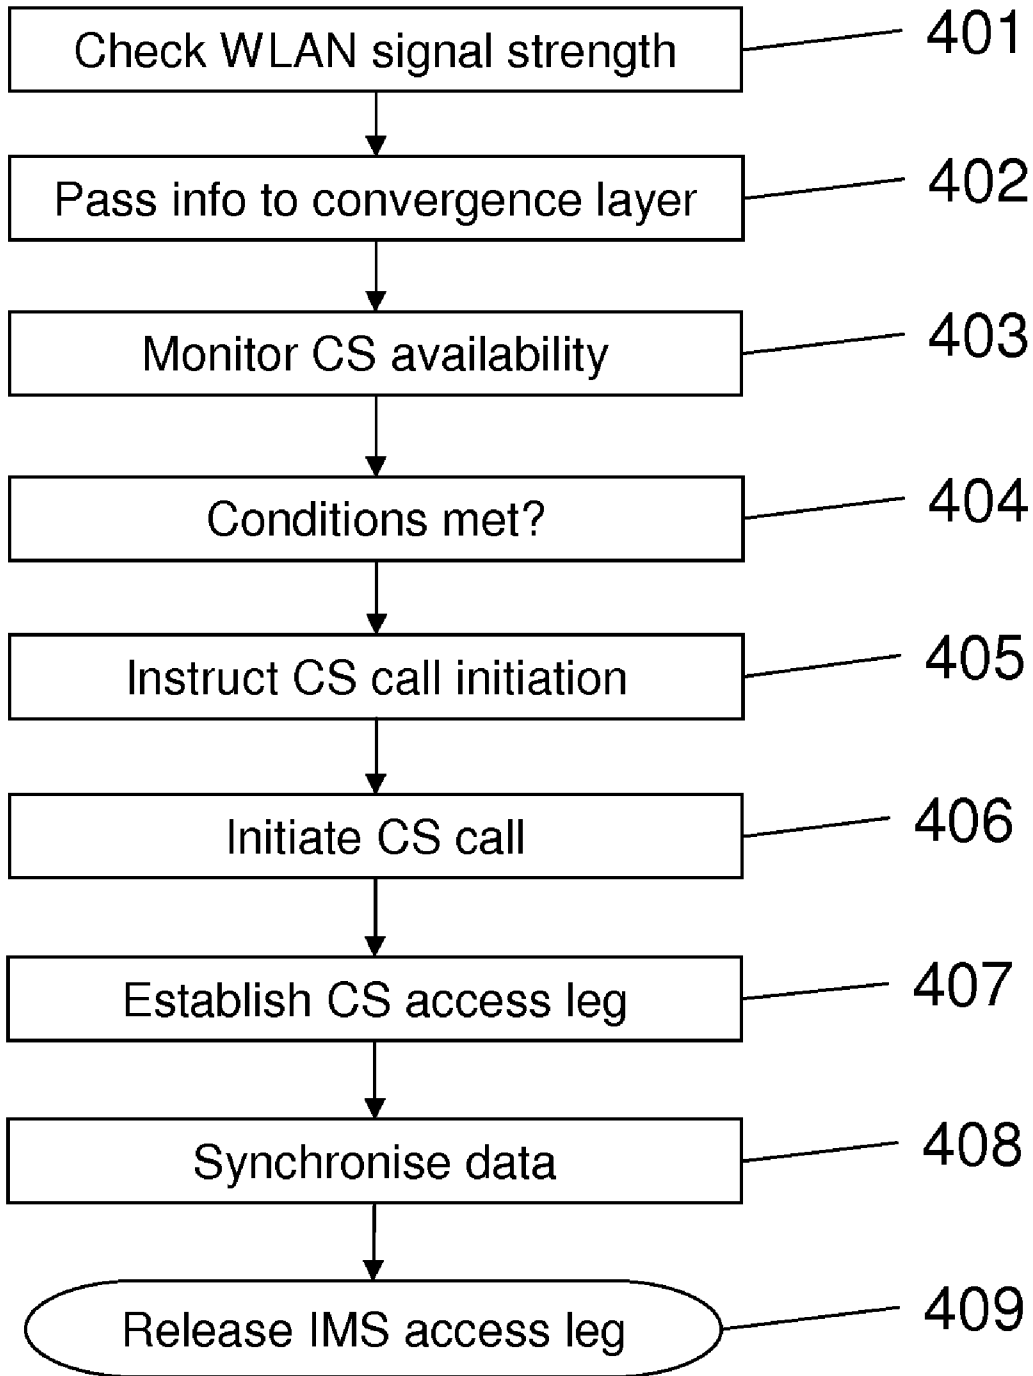 Check WLAN signal strength 401
Pass info to convergence layer 402
Monitor CS availability 403
Conditions met? 404
Instruct CS call initiation 405
Initiate CS call 406
Establish CS access leg 407
Synchronise data 408
Release IMS access leg 409